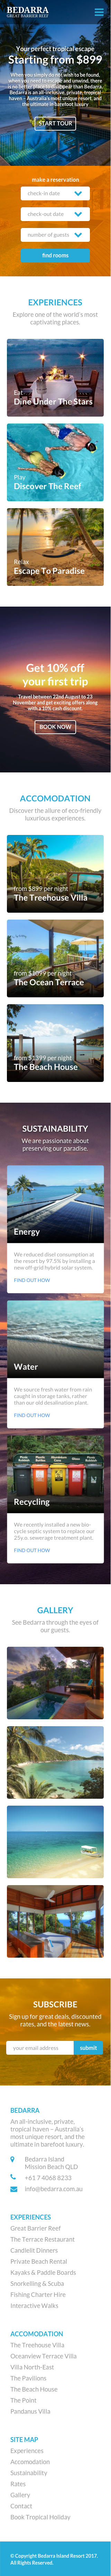 BEDARRA
GREAT BARRIER REEF
Your perfect tropical escape
Starting from $899
When you simply do not wish to be found,
were you need to escape and unwind, there
is no better place to disappear than Bedarra.
Bedarra is an all-inclusive, private, tropical
haven – Australia's most unique resort, and
the ultimate in barefoot luxury
START TOUR
make a reservation
check-in date
check-out date
number of guests
find rooms
EXPERIENCES
Explore one of the world's most
captivating places.
Eat
Dine Under The Stars
Play
Discover The Reef
Relax
Escape To Paradise
Get 10% off
your first trip
Travel between 22nd August to 23
November and get exciting offers along
with a 10% cash discount.
BOOK NOW
ACCOMODATION
Discover the allure of eco-friendly
luxurious experiences.
from $899 per night
The Treehouse Villa
from $1099 per night
The Ocean Terrace
from $1299 per night
The Beach House
SUSTAINABILITY
We are passionate about
preserving our paradise.
Energy
We reduced disel consumption at
the resort by 97.5% by installing a
new off-grid hybrid solar system.
FIND OUT HOW
Water
We source fresh water from rain
caught in storage tanks, rather
than our old desalination plant.
FIND OUT HOW
Recycling
We recently installed a new bio-
cycle septic system to replace our
25y.o. sewerage treatment plant.
FIND OUT HOW
GALLERY
See Bedarra through the eyes of
our guests.
SUBSCRIBE
Sign up for great deals, discounted
rates, and the latest news.
your email address
submit
BEDARRA
An all-inclusive, private,
tropical haven – Australia's
most unique resort, and the
ultimate in barefoot luxury.
Bedarra Island
Mission Beach QLD
+61 7 4068 8233
info@bedarra.com.au
EXPERIENCES
Great Barrier Reef
The Terrace Restaurant
Candlelit Dinners
Private Beach Rental
Kayaks & Paddle Boards
Snorkelling & Scuba
Fishing Charter Hire
Interactive Walks
ACCOMODATION
The Treehouse Villa
Oceanview Terrace Villa
Villa North-East
The Pavilions
The Beach House
The Point
Pandanus Villa
SITE MAP
Experiences
Accomodation
Sustainability
Rates
Gallery
Contact
Book Tropical Holiday
© Copyright Bedarra Island Resort 2017.
All Rights Reserved.